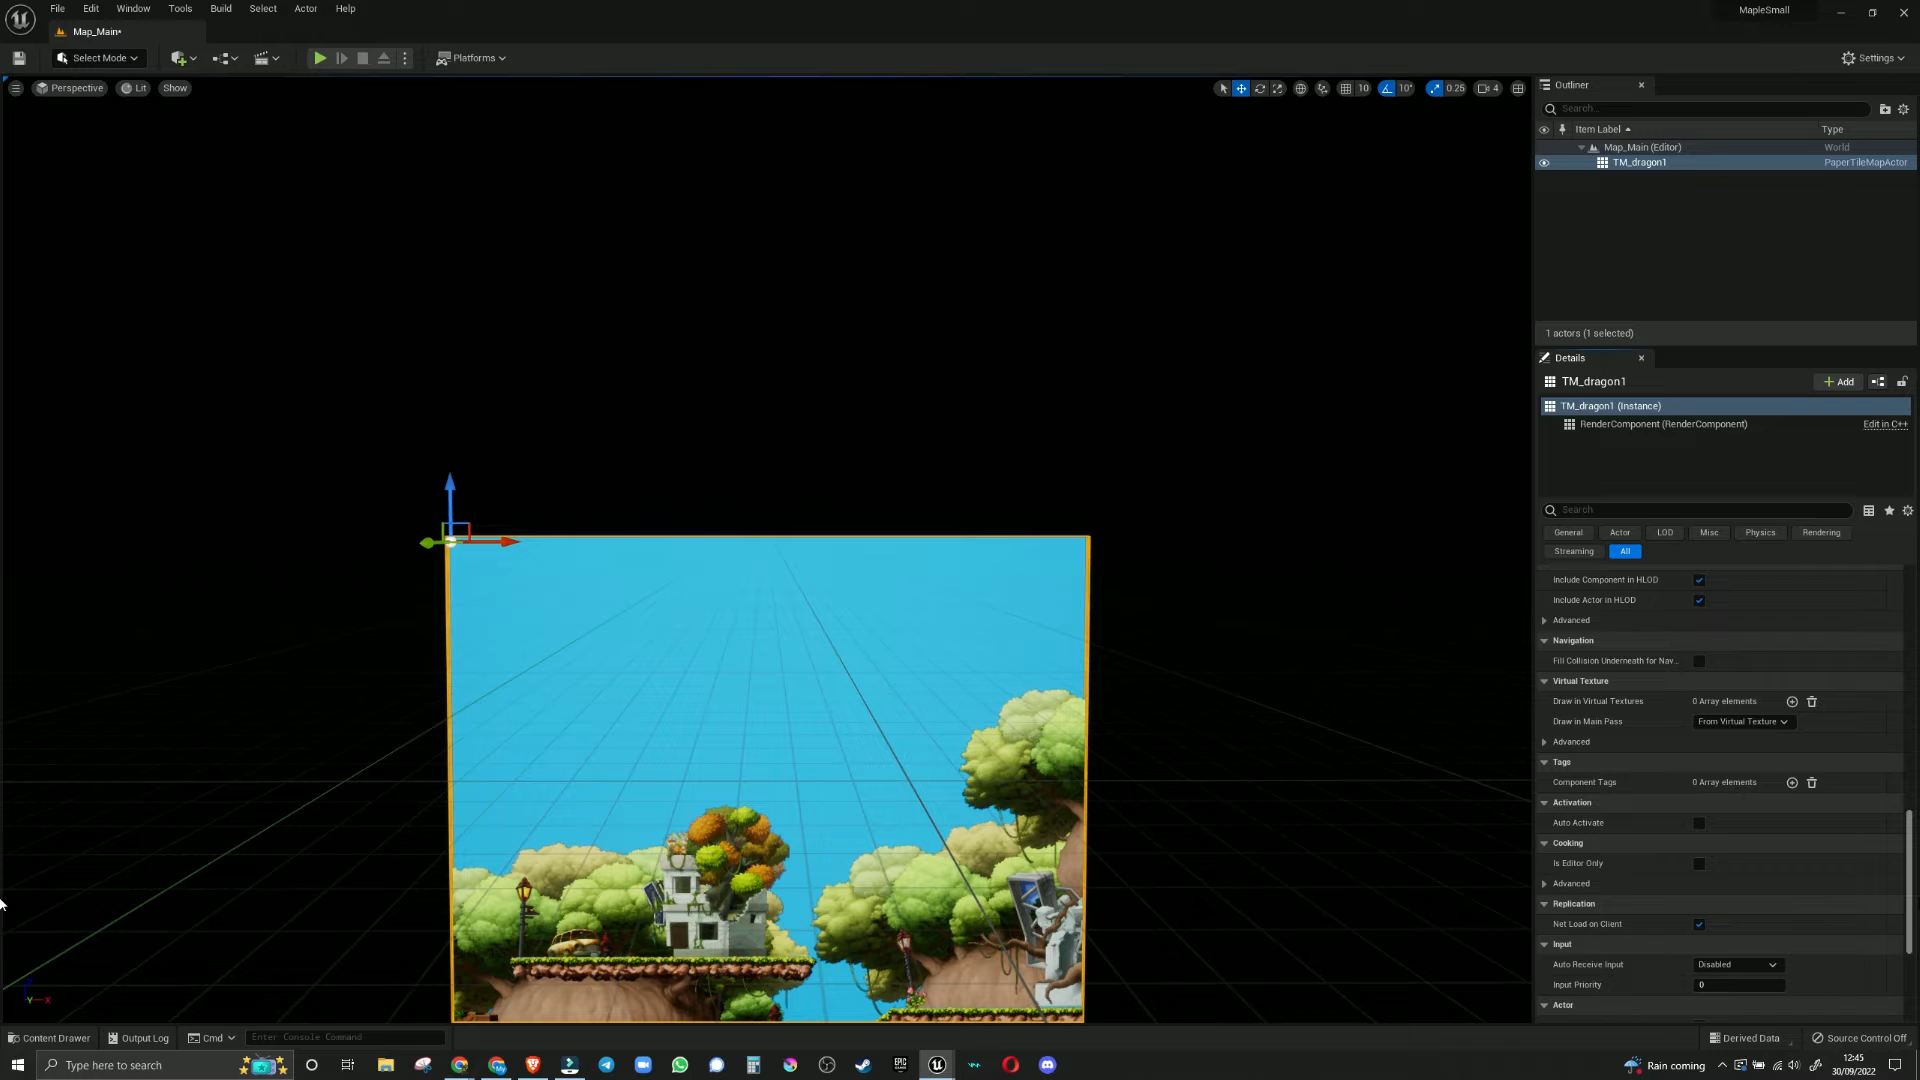 File Edit Window Tools Build Select Actor Help
MapleSmall
Map_Main*
Select Mode
Platforms
Settings
Perspective Lit Show
10 10° 0.25 4
Outliner
Search...
Item Label Type
Map_Main (Editor) World
TM_dragon1 PaperTileMapActor
1 actors (1 selected)
Details
TM_dragon1
Add
TM_dragon1 (Instance)
RenderComponent (RenderComponent) Edit in C++
Search
General Actor LOD Misc Physics Rendering
Streaming All
Include Component in HLOD
Include Actor in HLOD
Advanced
Navigation
Fill Collision Underneath for Nav...
Virtual Texture
Draw in Virtual Textures 0 Array elements
Draw in Main Pass From Virtual Texture
Advanced
Tags
Component Tags 0 Array elements
Activation
Auto Activate
Cooking
Is Editor Only
Advanced
Replication
Net Load on Client
Input
Auto Receive Input Disabled
Input Priority 0
Actor
Y X
Content Drawer Output Log Cmd Enter Console Command
Derived Data Source Control Off
Type here to search
EPIC GAMES
Rain coming
12:45
30/09/2022